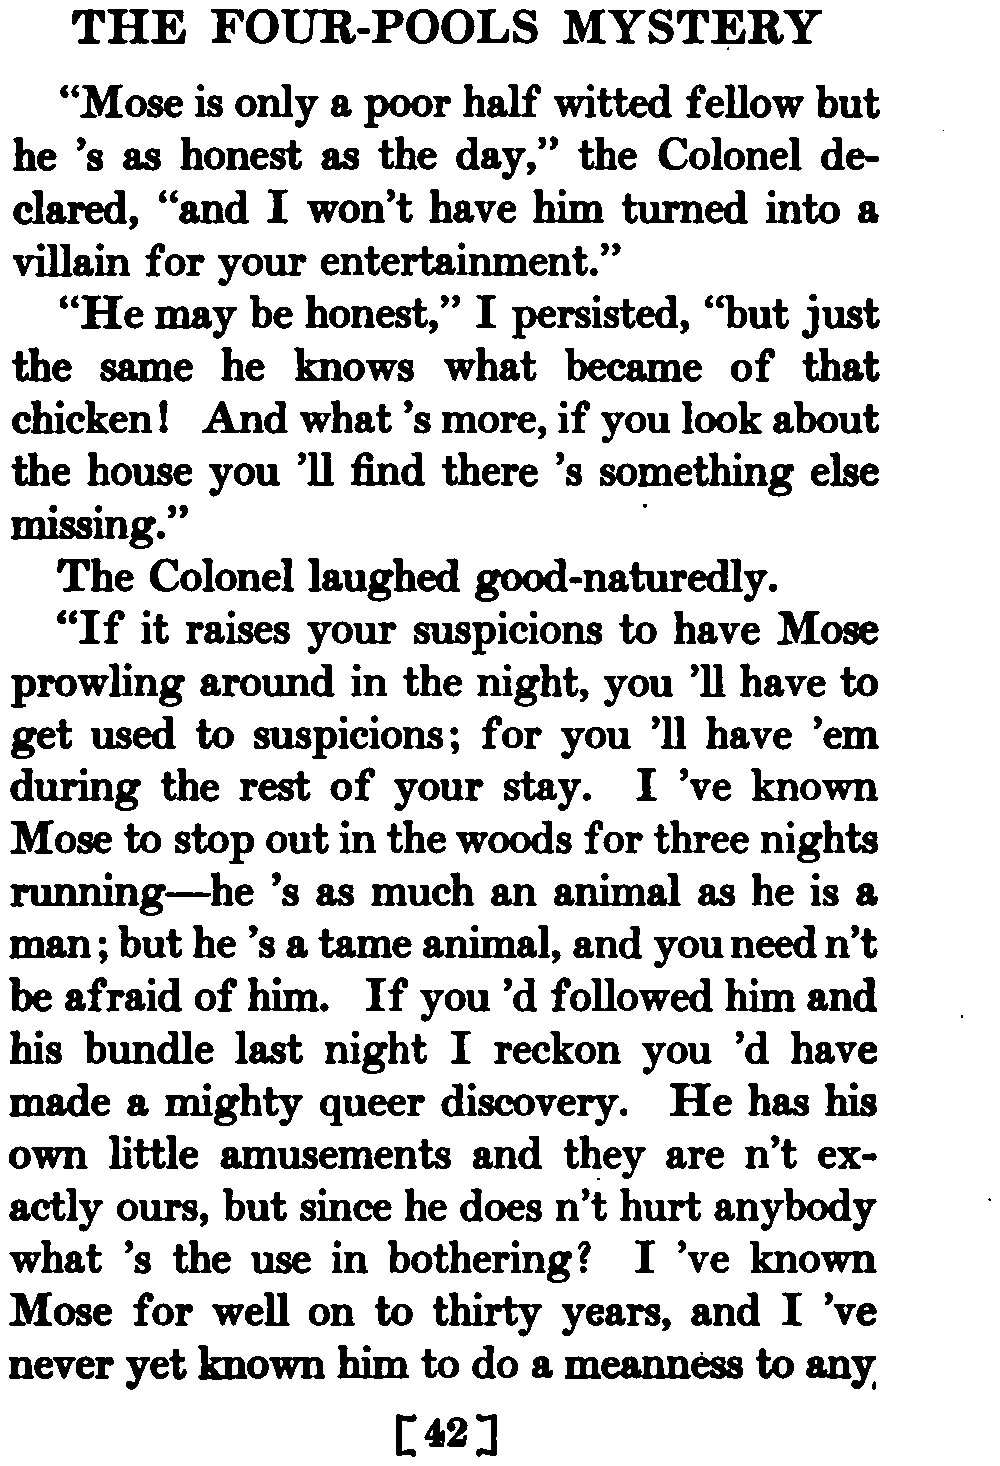 THE FOUR-POOLS MYSTERY
“Mose is only a poor half witted fellow but
he ’s as honest as the day,” the Colonel de-
clared, “and I won’t have him turned into a
villain for your entertainment.”
“He may be honest,” I persisted, “but just
the same he knows what became of that
chicken! And what ’s more, if you look about
the house you ’ll find there ’s something else
missing.”
The Colonel laughed good-naturedly.
“If it raises your suspicions to have Mose
prowling around in the night, you ’ll have to
get used to suspicions; for you ’ll have ’em
during the rest of your stay. I ’ve known
Mose to stop out in the woods for three nights
running—he ’s as much an animal as he is a
man; but he ’s a tame animal, and you need n’t
be afraid of him. If you ’d followed him and
his bundle last night I reckon you ’d have
made a mighty queer discovery. He has his
own little amusements and they are n’t ex-
actly ours, but since he does n’t hurt anybody
what ’s the use in bothering? I ’ve known
Mose for well on to thirty years, and I ’ve
never yet known him to do a meanness to any
[42]